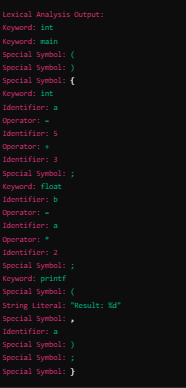 Lexical Analysis Output:
Keyword: int
Keyword: main
Special Symbol: (
Special Symbol: )
Special Symbol: {
Keyword: int
Identifier: a
Operator: =
Identifier: 5
Operator: +
Identifier: 3
Special Symbol: ;
Keyword: float
Identifier: b
Operator: =
Identifier: a
Operator: *
Identifier: 2
Special Symbol: ;
Keyword: printf
Special Symbol: (
String Literal: "Result: %d"
Special Symbol: ,
Identifier: a
Special Symbol: )
Special Symbol: ;
Special Symbol: }